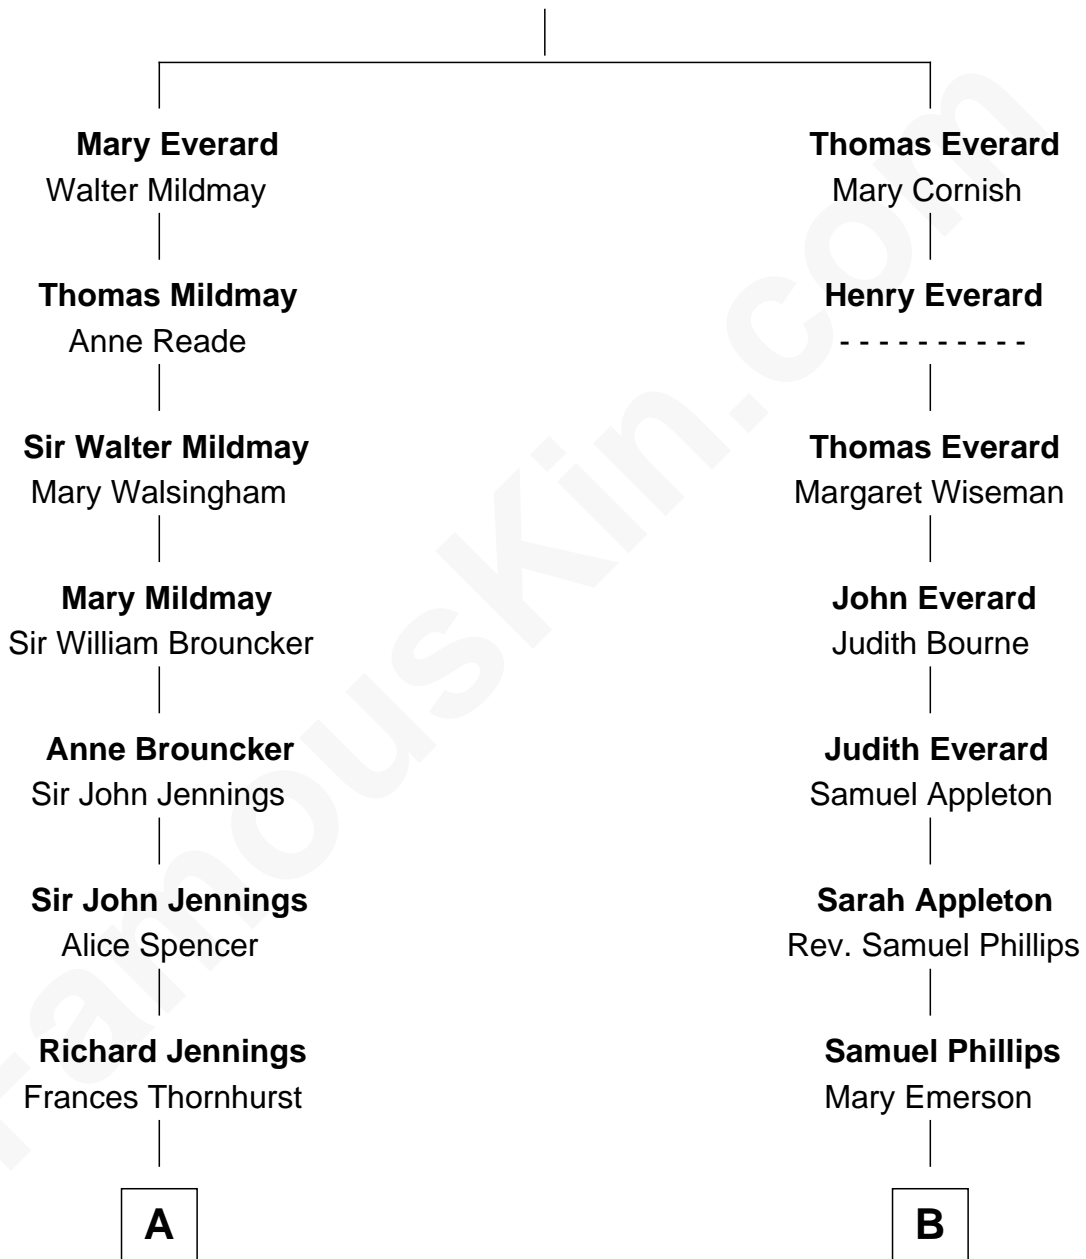 Mary Everard
Walter Mildmay
Thomas Everard
Mary Cornish
Thomas Mildmay
Anne Reade
Henry Everard
- - - - - - - - - -
Sir Walter Mildmay
Mary Walsingham
Thomas Everard
Margaret Wiseman
Mary Mildmay
Sir William Brouncker
John Everard
Judith Bourne
Anne Brouncker
Sir John Jennings
Judith Everard
Samuel Appleton
Sir John Jennings
Alice Spencer
Sarah Appleton
Rev. Samuel Phillips
Richard Jennings
Frances Thornhurst
Samuel Phillips
Mary Emerson
A
B
FamousKin.com